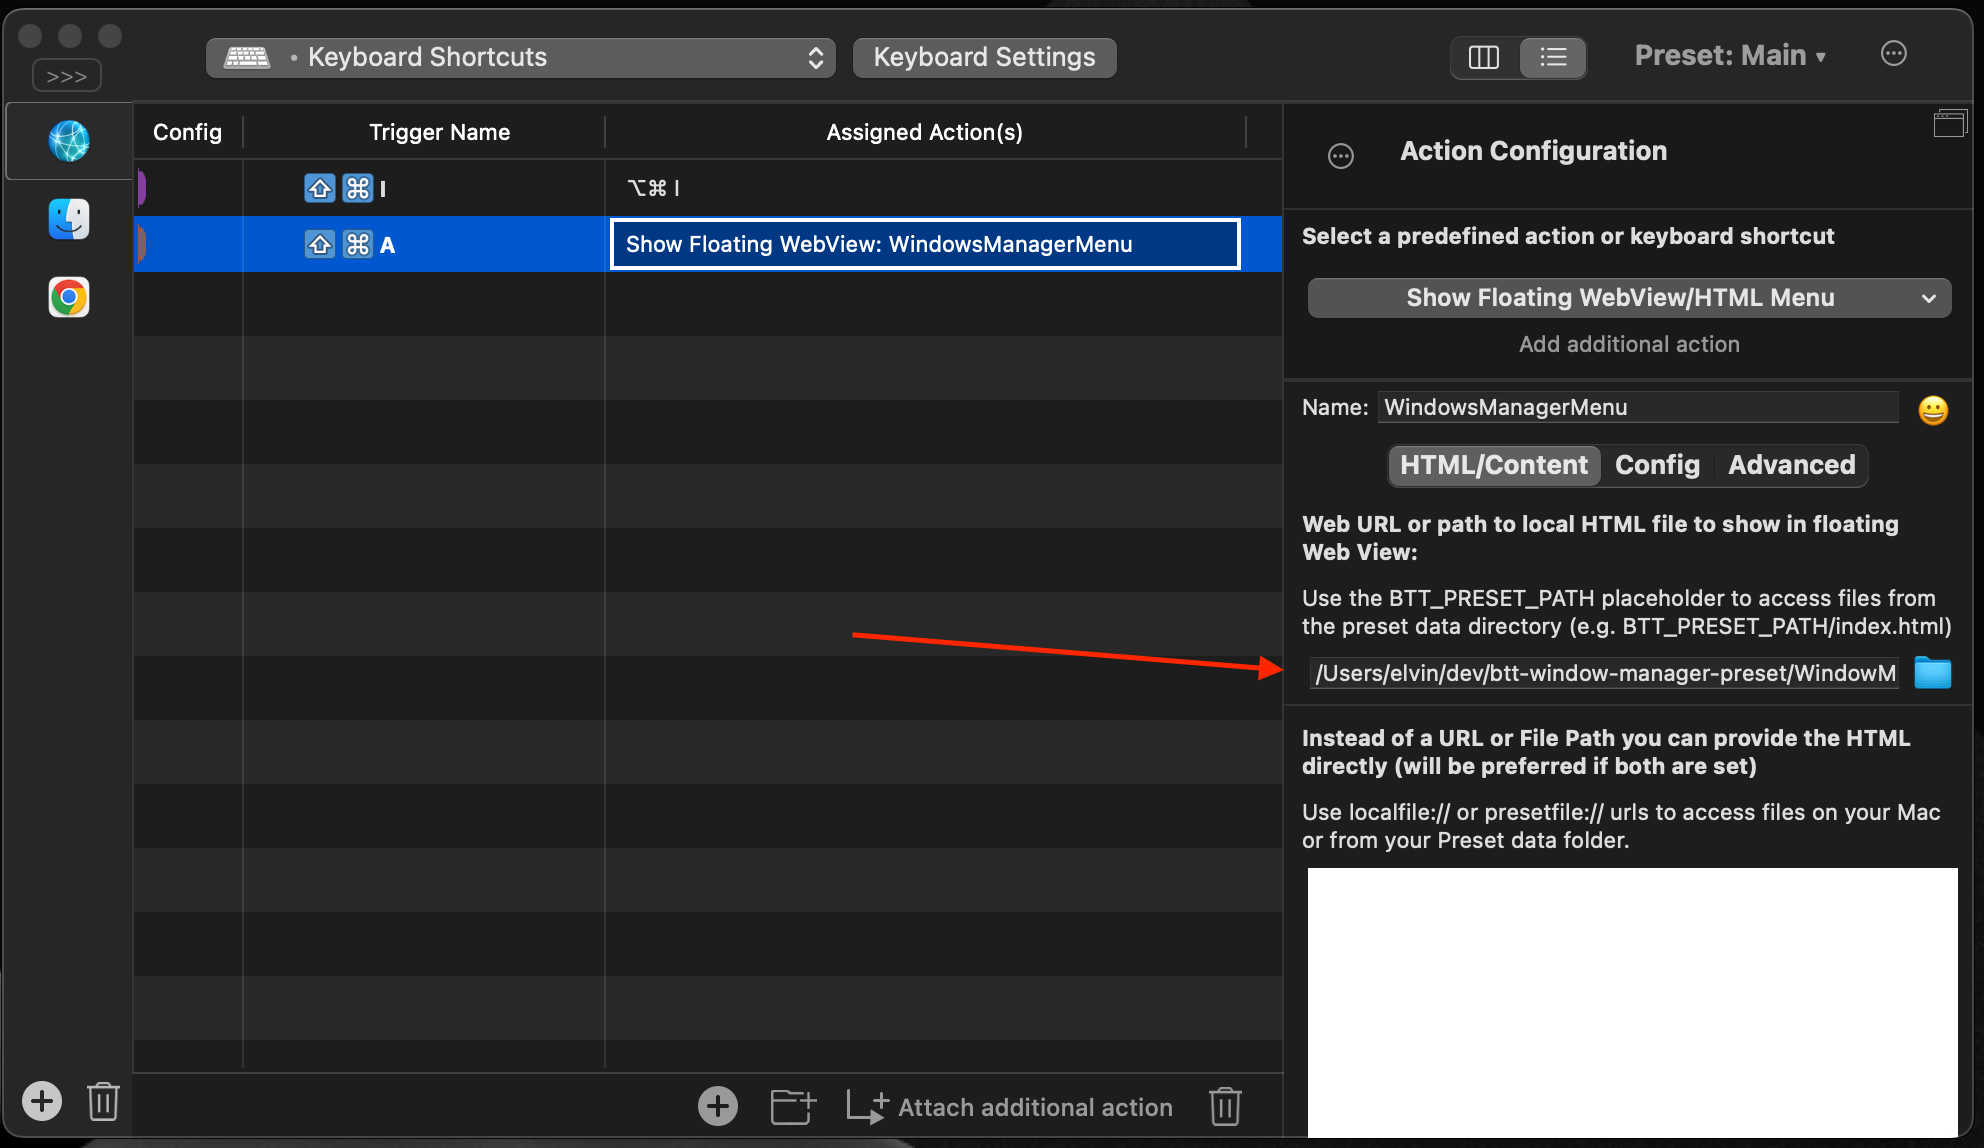 >>>
• Keyboard Shortcuts
Keyboard Settings
Preset: Main ▾
Config
Trigger Name
Assigned Action(s)
⇧ ⌘ I
⌥⌘ I
⇧ ⌘ A
Show Floating WebView: WindowsManagerMenu
Attach additional action
Action Configuration
Select a predefined action or keyboard shortcut
Show Floating WebView/HTML Menu
Add additional action
Name: WindowsManagerMenu
HTML/Content Config Advanced
Web URL or path to local HTML file to show in floating
Web View:
Use the BTT_PRESET_PATH placeholder to access files from
the preset data directory (e.g. BTT_PRESET_PATH/index.html)
/Users/elvin/dev/btt-window-manager-preset/WindowM
Instead of a URL or File Path you can provide the HTML
directly (will be preferred if both are set)
Use localfile:// or presetfile:// urls to access files on your Mac
or from your Preset data folder.